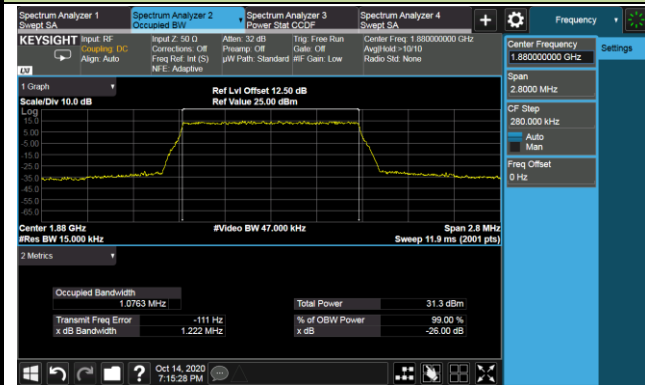 Spectrum Analyzer 1
Swept SA
Spectrum Analyzer 2
Occupied BW
Spectrum Analyzer 3
Power Stat CCDF
Spectrum Analyzer 4
Swept SA
+
Frequency
KEYSIGHT
LXI
Input: RF
Coupling: DC
Align: Auto
Input Z: 50 Ω
Corrections: Off
Freq Ref: Int (S)
NFE: Adaptive
Atten: 32 dB
Preamp: Off
µW Path: Standard
Trig: Free Run
Gate: Off
#IF Gain: Low
Center Freq: 1.880000000 GHz
Avg|Hold:>10/10
Radio Std: None
Center Frequency
1.880000000 GHz
Settings
Span
2.8000 MHz
CF Step
280.000 kHz
Auto
Man
Freq Offset
0 Hz
1 Graph
Scale/Div 10.0 dB
Ref Lvl Offset 12.50 dB
Ref Value 25.00 dBm
Log
15.0
5.00
-5.00
-15.0
-25.0
-35.0
-45.0
-55.0
-65.0
Center 1.88 GHz
#Res BW 15.000 kHz
#Video BW 47.000 kHz
Span 2.8 MHz
Sweep 11.9 ms (2001 pts)
2 Metrics
Occupied Bandwidth
1.0763 MHz
Total Power 31.3 dBm
Transmit Freq Error -111 Hz
% of OBW Power 99.00 %
x dB Bandwidth 1.222 MHz
x dB -26.00 dB
?
Oct 14, 2020
7:15:28 PM